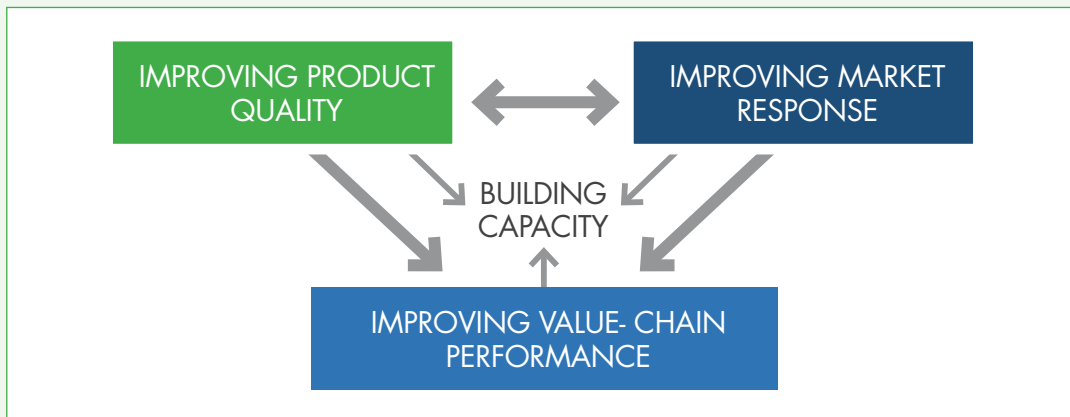 IMPROVING PRODUCT
QUALITY
IMPROVING MARKET
RESPONSE
BUILDING
CAPACITY
IMPROVING VALUE- CHAIN
PERFORMANCE